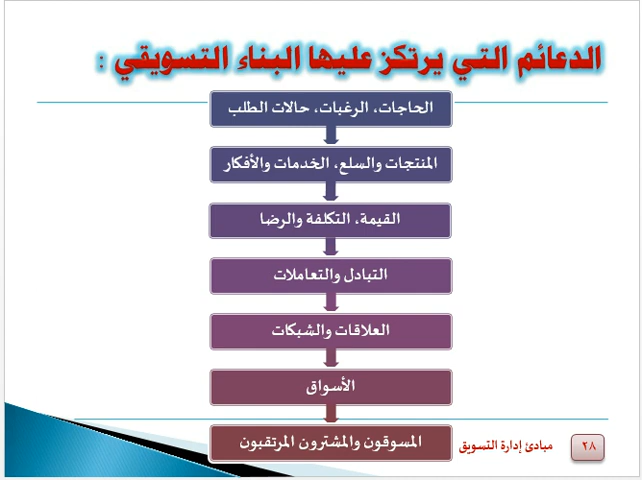 الدعائم التي يرتكز عليها البناء التسويقي :
الحاجات، الرغبات، حالات الطلب
المنتجات والسلع، الخدمات والأفكار
القيمة، التكلفة والرضا
التبادل والتعاملات
العلاقات والشبكات
الأسواق
المسوقون والمشترون المرتقبون
مبادئ إدارة التسويق
٢٨